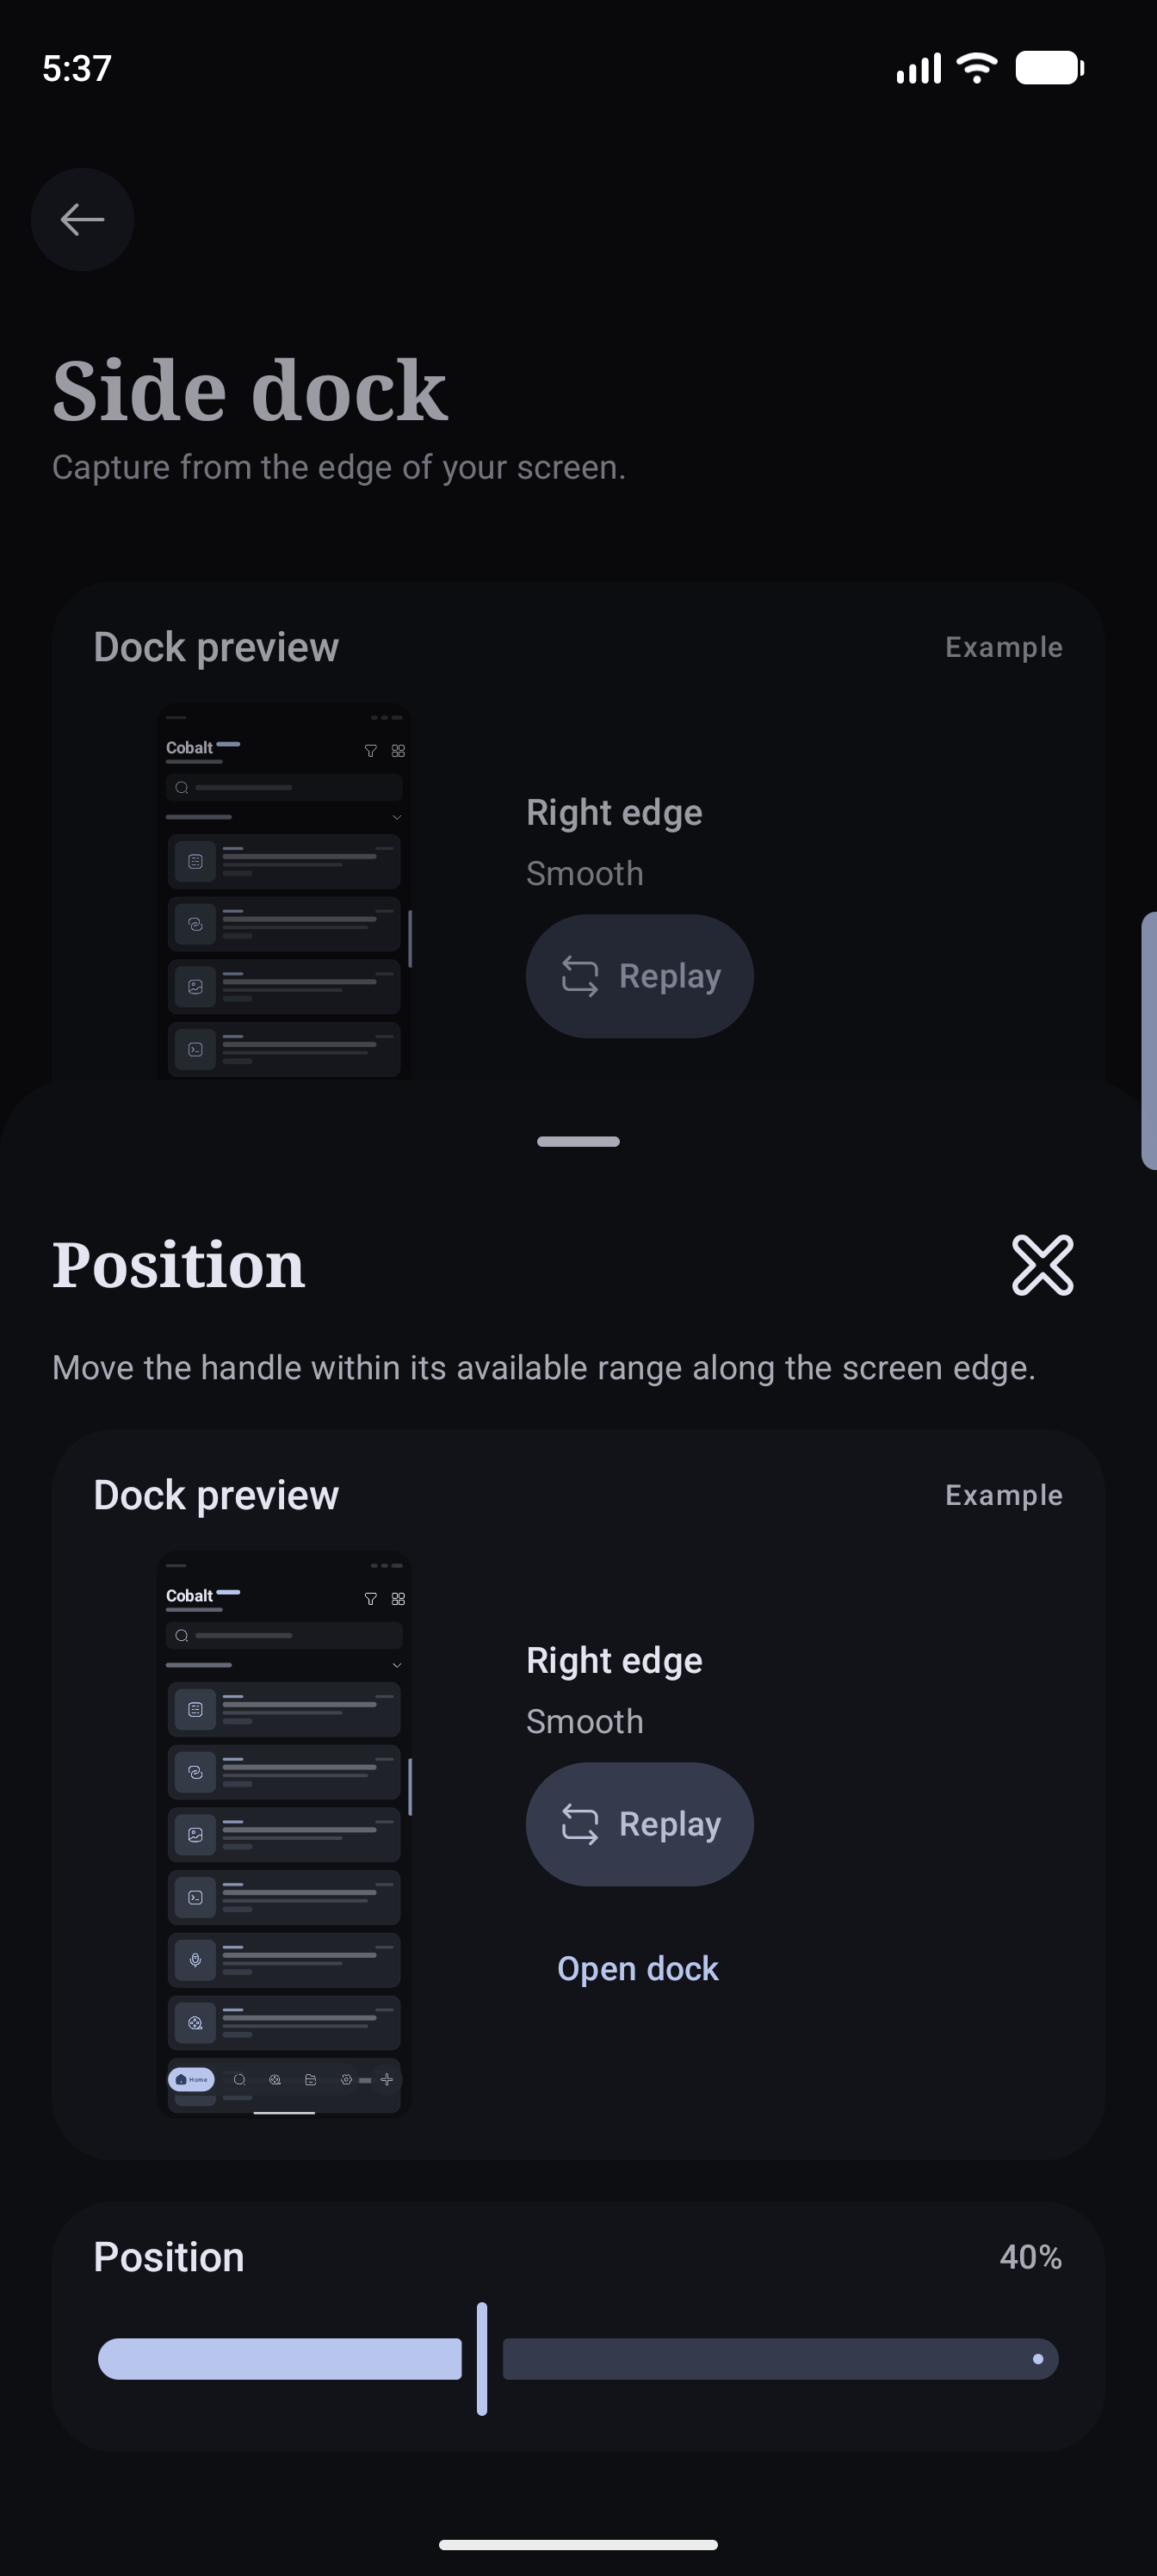 5:37
Side dock
Capture from the edge of your screen.
Dock preview
Example
Cobalt
Right edge
Smooth
Replay
Position
Move the handle within its available range along the screen edge.
Dock preview
Example
Cobalt
Right edge
Smooth
Replay
Open dock
Home
Position
40%